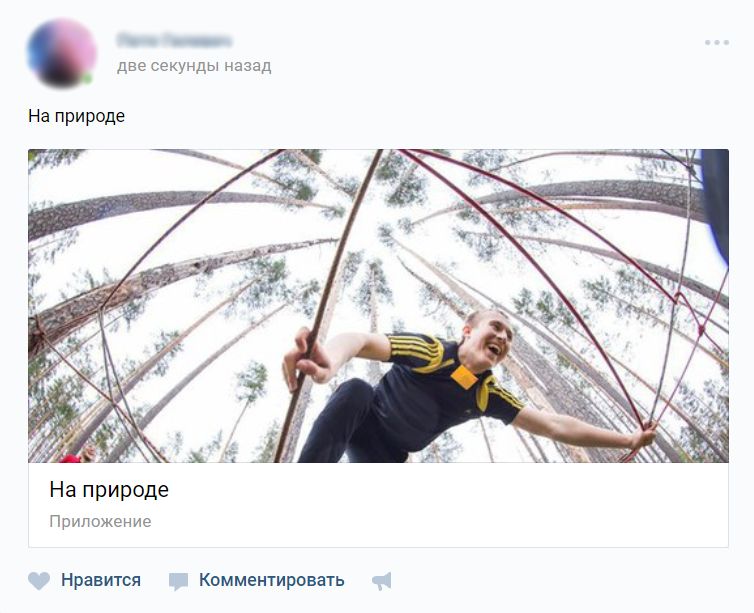 две секунды назад
На природе
На природе
Приложение
Нравится Комментировать